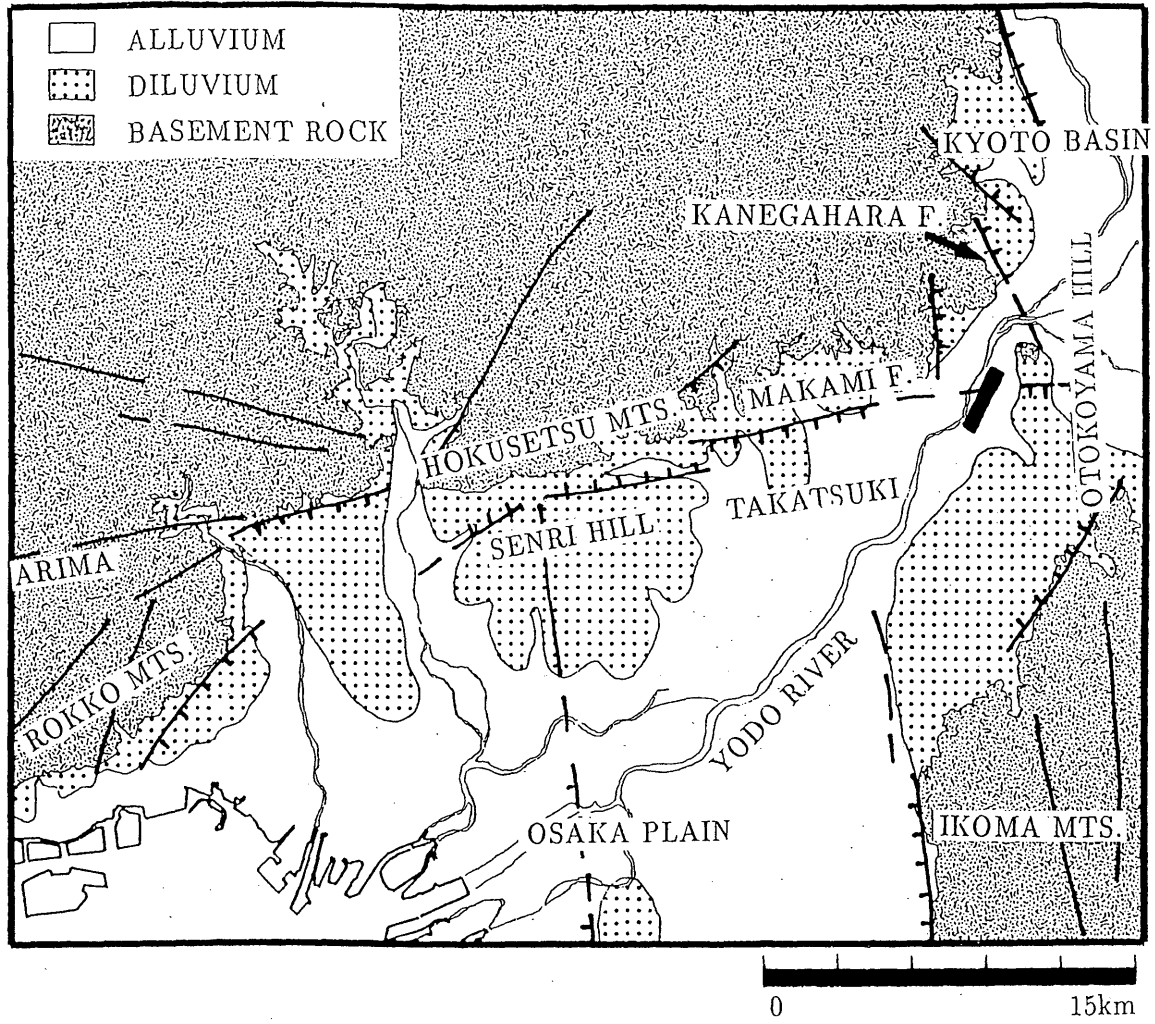 ALLUVIUM
DILUVIUM
BASEMENT ROCK
KYOTO BASIN
KANEGAHARA F.
OTOKOYAMA HILL
MAKAMI F.
HOKUSETSU MTS.
TAKATSUKI
SENRI HILL
ARIMA
ROKKO MTS.
YODO RIVER
OSAKA PLAIN
IKOMA MTS.
0 15km